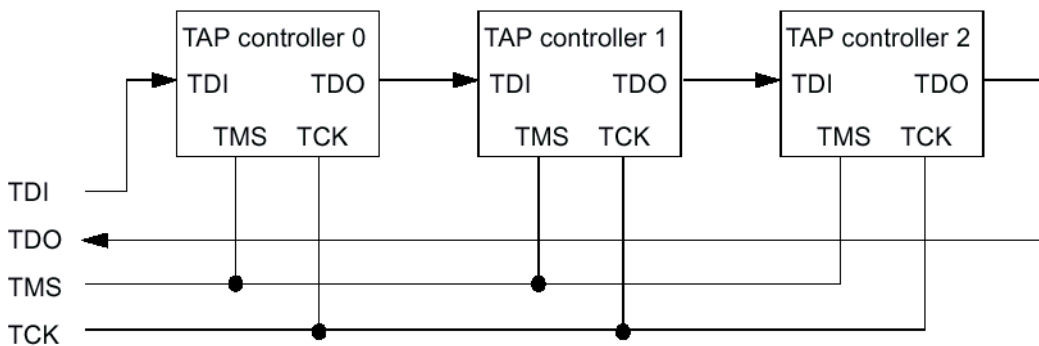 TAP controller 0
TAP controller 1
TAP controller 2
TDI TDO
TDI TDO
TDI TDO
TMS TCK
TMS TCK
TMS TCK
TDI
TDO
TMS
TCK